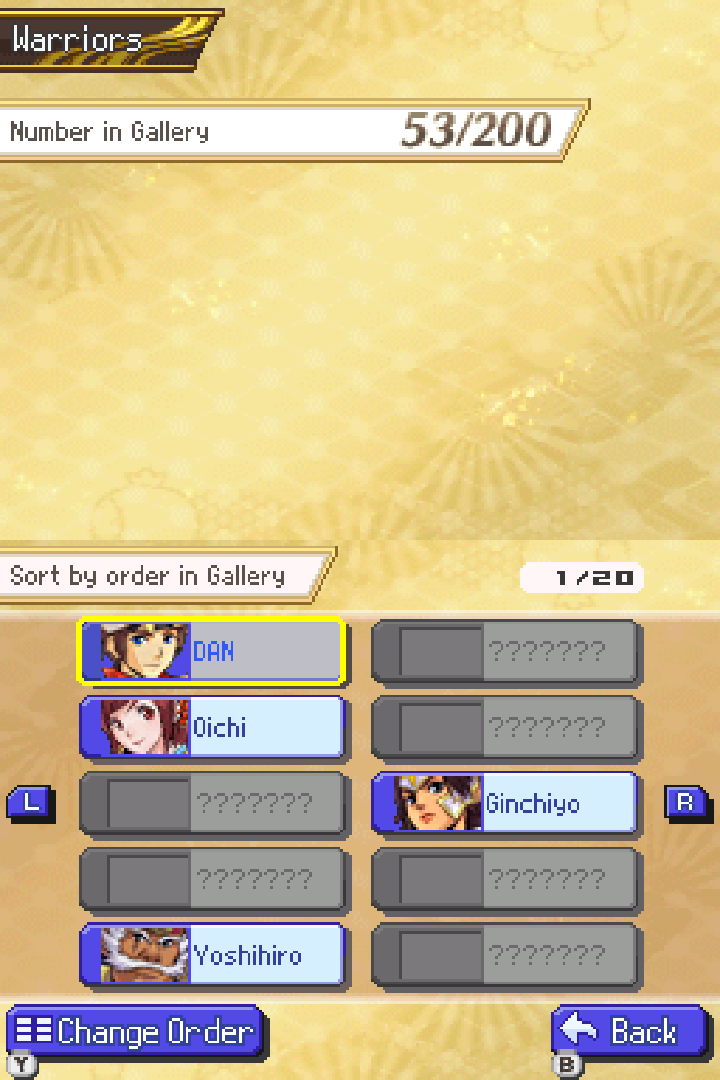 Warriors
Number in Gallery 53/200
Sort by order in Gallery 1/20
DAN ???????
Oichi ???????
L ??????? Ginchiyo R
??????? ???????
Yoshihiro ???????
Change Order Back
Y B